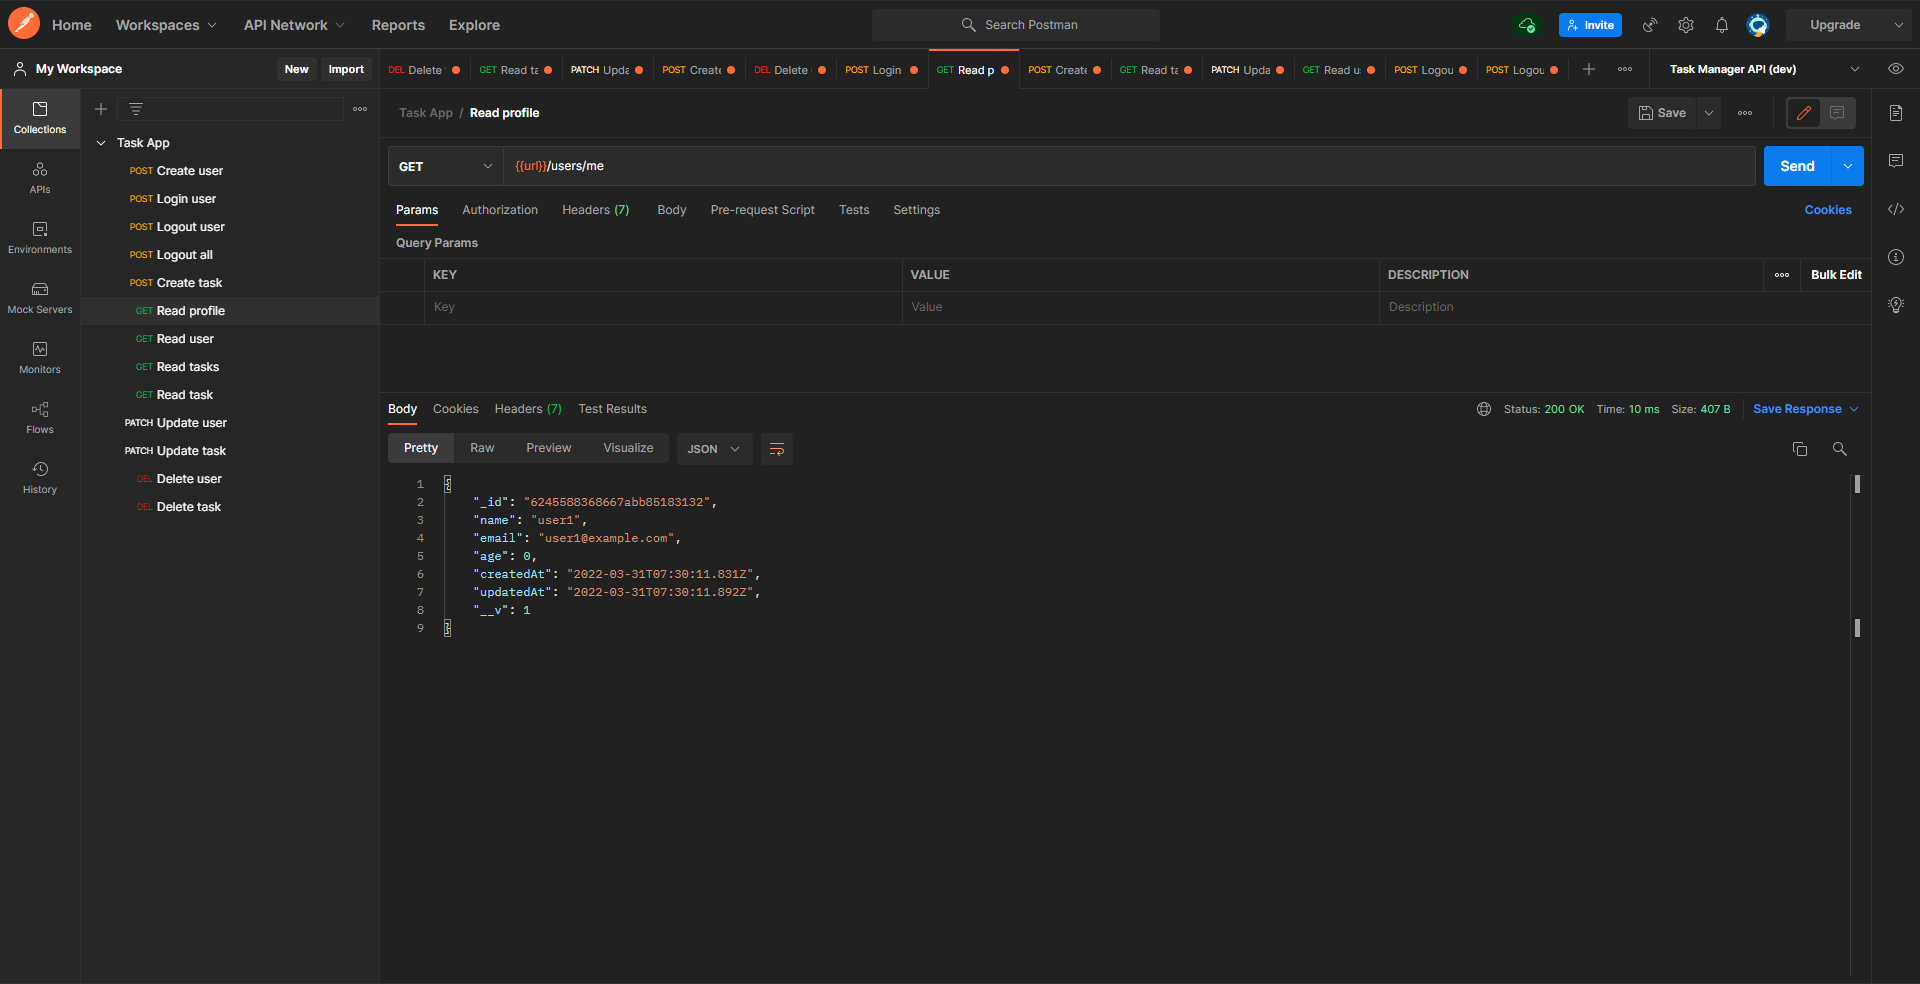 Home Workspaces API Network Reports Explore Search Postman Invite Upgrade
My Workspace New Import
DEL Delete GET Read ta PATCH Upda POST Create DEL Delete POST Login GET Read p POST Create GET Read ta PATCH Upda GET Read u POST Logou POST Logou Task Manager API (dev)
Collections
APIs
Environments
Mock Servers
Monitors
Flows
History
Task App
POST Create user
POST Login user
POST Logout user
POST Logout all
POST Create task
GET Read profile
GET Read user
GET Read tasks
GET Read task
PATCH Update user
PATCH Update task
DEL Delete user
DEL Delete task
Task App / Read profile Save
GET {{url}}/users/me Send
Params Authorization Headers (7) Body Pre-request Script Tests Settings Cookies
Query Params
KEY VALUE DESCRIPTION Bulk Edit
Key Value Description
Body Cookies Headers (7) Test Results Status: 200 OK Time: 10 ms Size: 407 B Save Response
Pretty Raw Preview Visualize JSON
1 {
2 "_id": "6245588368667abb85183132",
3 "name": "user1",
4 "email": "user1@example.com",
5 "age": 0,
6 "createdAt": "2022-03-31T07:30:11.831Z",
7 "updatedAt": "2022-03-31T07:30:11.892Z",
8 "__v": 1
9 }